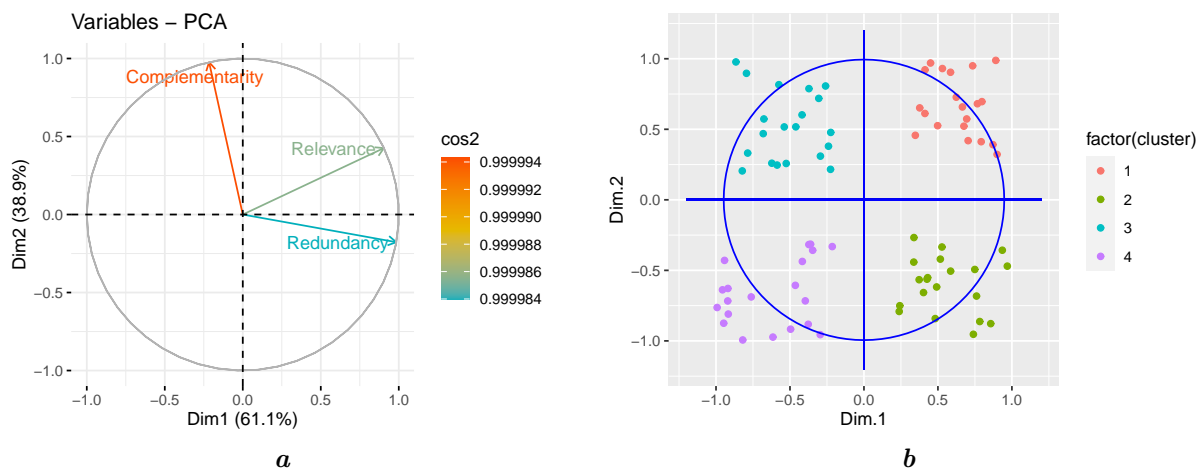 Variables − PCA
Complementarity
Relevance
Redundancy
1.0
0.5
0.0
−0.5
−1.0
−1.0
−0.5
0.0
0.5
1.0
Dim1 (61.1%)
Dim2 (38.9%)
cos2
0.999994
0.999992
0.999990
0.999988
0.999986
0.999984
a
1.0
0.5
0.0
−0.5
−1.0
−1.0
−0.5
0.0
0.5
1.0
Dim.1
Dim.2
factor(cluster)
1
2
3
4
b